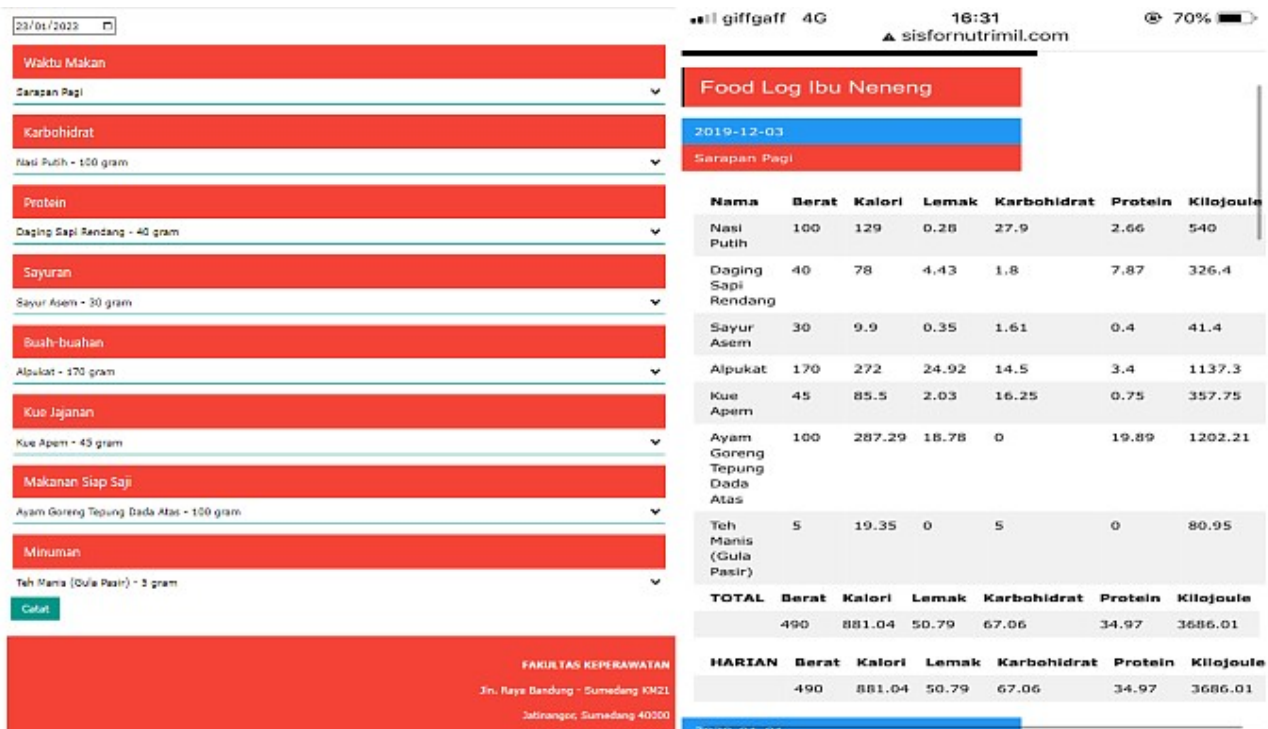 23/01/2023
Waktu Makan
Sarapan Pagi
Karbohidrat
Nasi Putih - 100 gram
Protein
Daging Sapi Rendang - 40 gram
Sayuran
Sayur Asem - 30 gram
Buah-buahan
Alpukat - 170 gram
Kue Jajanan
Kue Apem - 45 gram
Makanan Siap Saji
Ayam Goreng Tepung Dada Atas - 100 gram
Minuman
Teh Manis (Gula Pasir) - 5 gram
Catat
FAKULTAS KEPERAWATAN
Jln. Raya Bandung - Sumedang KM21
Jatinangor, Sumedang 40000
giffgaff 4G 16:31 70%
sisfornutrimil.com
Food Log Ibu Neneng
2019-12-03
Sarapan Pagi
Nama Berat Kalori Lemak Karbohidrat Protein Kilojoule
Nasi 100 129 0.28 27.9 2.66 540
Putih
Daging 40 78 4.43 1.8 7.87 326.4
Sapi
Rendang
Sayur 30 9.9 0.35 1.61 0.4 41.4
Asem
Alpukat 170 272 24.92 14.5 3.4 1137.3
Kue 45 85.5 2.03 16.25 0.75 357.75
Apem
Ayam 100 287.29 18.78 0 19.89 1202.21
Goreng
Tepung
Dada
Atas
Teh 5 19.35 0 5 0 80.95
Manis
(Gula
Pasir)
TOTAL Berat Kalori Lemak Karbohidrat Protein Kilojoule
490 881.04 50.79 67.06 34.97 3686.01
HARIAN Berat Kalori Lemak Karbohidrat Protein Kilojoule
490 881.04 50.79 67.06 34.97 3686.01